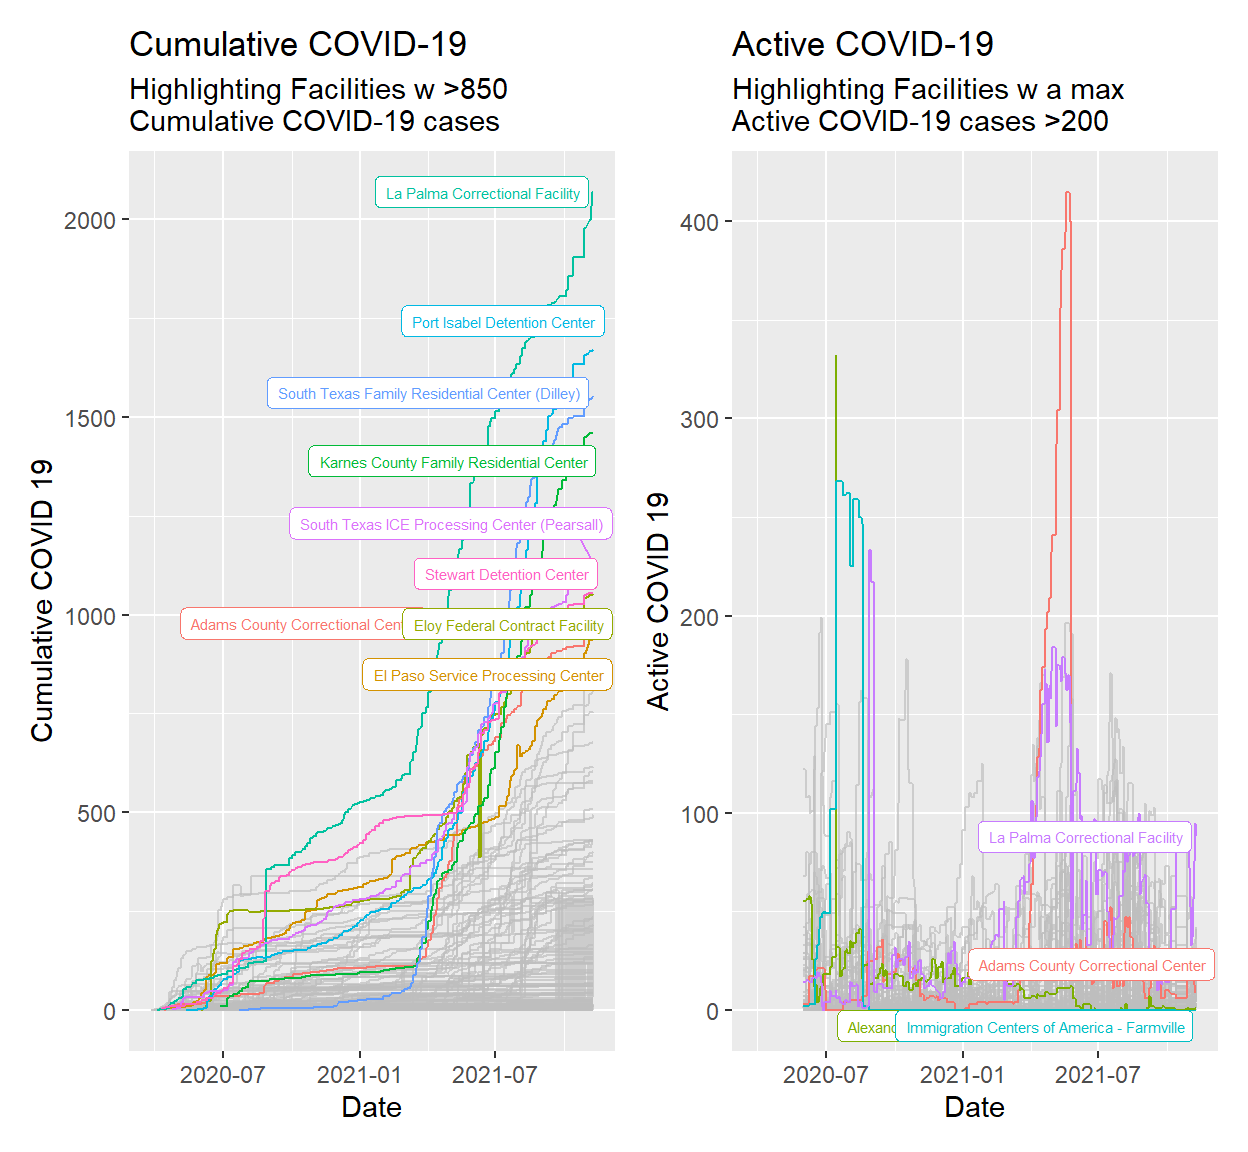 Cumulative COVID-19
Highlighting Facilities w >850
Cumulative COVID-19 cases
Cumulative COVID 19
2000
1500
1000
500
0
La Palma Correctional Facility
Port Isabel Detention Center
South Texas Family Residential Center (Dilley)
Karnes County Family Residential Center
South Texas ICE Processing Center (Pearsall)
Stewart Detention Center
Adams County Correctional Cen
Eloy Federal Contract Facility
El Paso Service Processing Center
2020-07 2021-01 2021-07
Date
Active COVID-19
Highlighting Facilities w a max
Active COVID-19 cases >200
Active COVID 19
400
300
200
100
0
La Palma Correctional Facility
Adams County Correctional Center
Alexan
Immigration Centers of America - Farmville
2020-07 2021-01 2021-07
Date